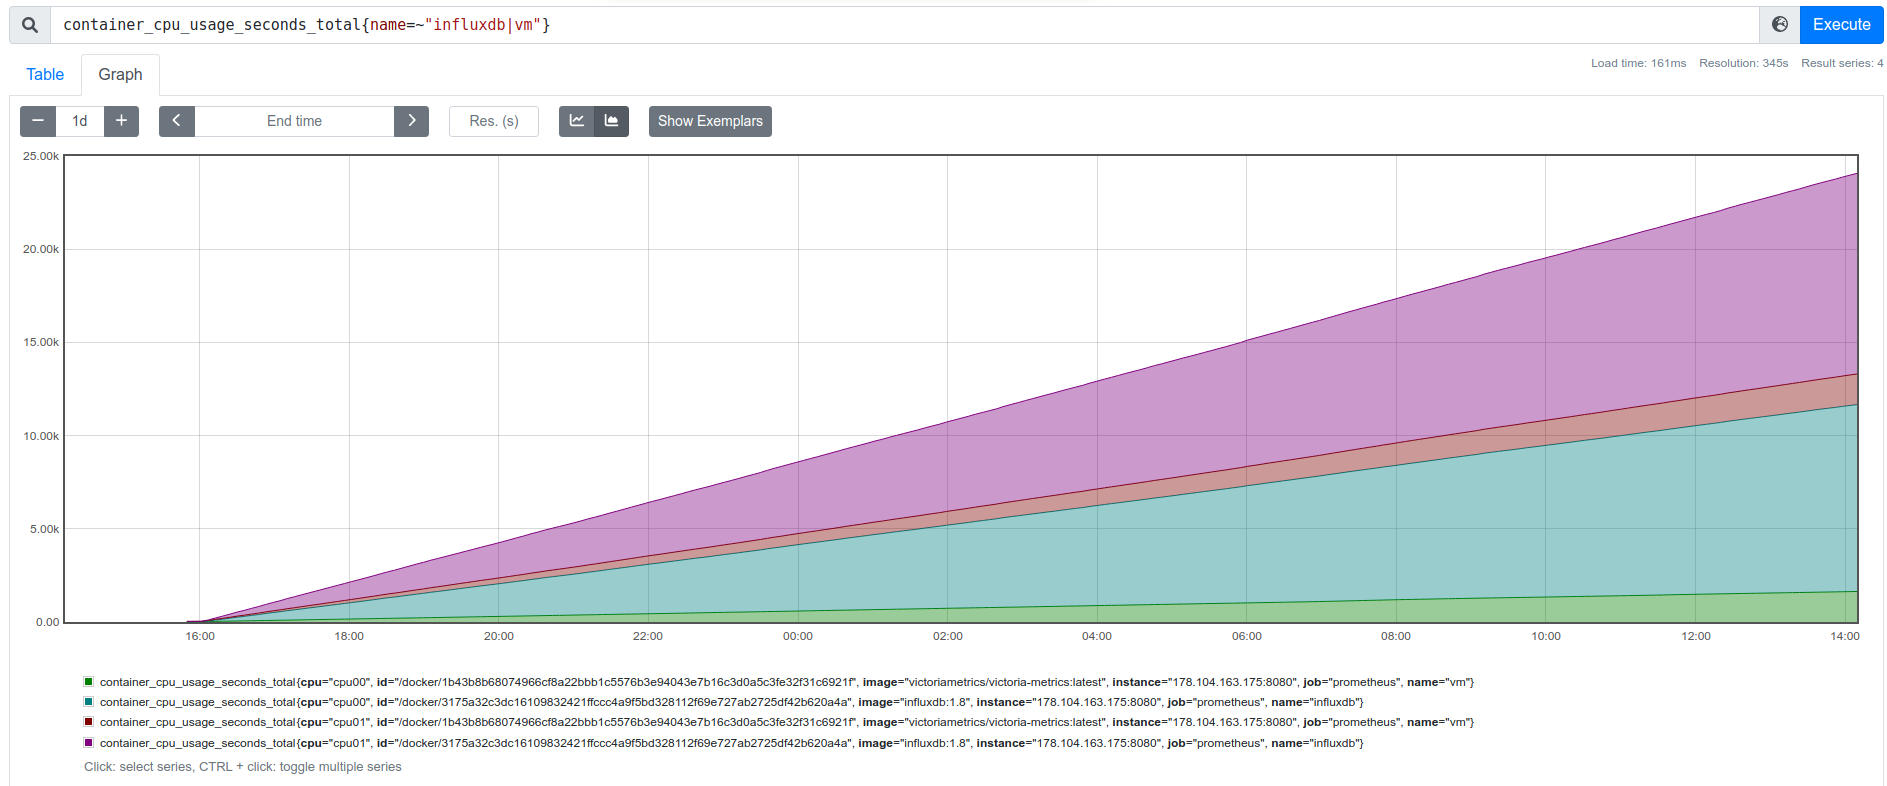 container_cpu_usage_seconds_total{name=~"influxdb|vm"}
Execute
Table
Graph
Load time: 161ms Resolution: 345s Result series: 4
1d
End time
Res. (s)
Show Exemplars
25.00k
20.00k
15.00k
10.00k
5.00k
0.00
16:00 18:00 20:00 22:00 00:00 02:00 04:00 06:00 08:00 10:00 12:00 14:00
container_cpu_usage_seconds_total{cpu="cpu00", id="/docker/1b43b8b68074966cf8a22bbb1c5576b3e94043e7b16c3d0a5c3fe32f31c6921f", image="victoriametrics/victoria-metrics:latest", instance="178.104.163.175:8080", job="prometheus", name="vm"}
container_cpu_usage_seconds_total{cpu="cpu00", id="/docker/3175a32c3dc16109832421ffccc4a9f5bd328112f69e727ab2725df42b620a4a", image="influxdb:1.8", instance="178.104.163.175:8080", job="prometheus", name="influxdb"}
container_cpu_usage_seconds_total{cpu="cpu01", id="/docker/1b43b8b68074966cf8a22bbb1c5576b3e94043e7b16c3d0a5c3fe32f31c6921f", image="victoriametrics/victoria-metrics:latest", instance="178.104.163.175:8080", job="prometheus", name="vm"}
container_cpu_usage_seconds_total{cpu="cpu01", id="/docker/3175a32c3dc16109832421ffccc4a9f5bd328112f69e727ab2725df42b620a4a", image="influxdb:1.8", instance="178.104.163.175:8080", job="prometheus", name="influxdb"}
Click: select series, CTRL + click: toggle multiple series